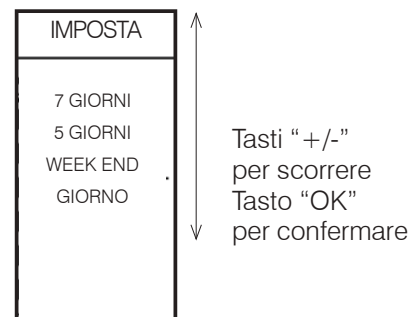 IMPOSTA
7 GIORNI
5 GIORNI
WEEK END
GIORNO
Tasti “+/-”
per scorrere
Tasto “OK”
per confermare